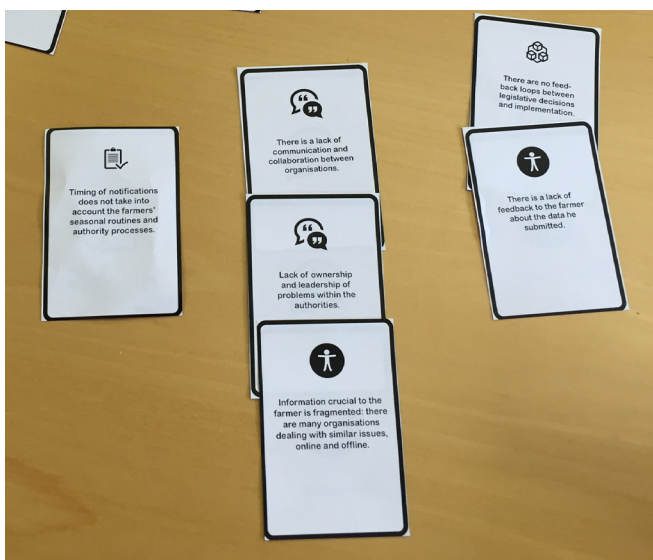 Timing of notifications
does not take into
account the farmers'
seasonal routines and
authority processes.
There is a lack of
communication and
collaboration between
organisations.
Lack of ownership
and leadership of
problems within the
authorities.
Information crucial to the
farmer is fragmented: there
are many organisations
dealing with similar issues,
online and offline.
There are no feed-
back loops between
legislative decisions
and implementation.
There is a lack of
feedback to the farmer
about the data he
submitted.